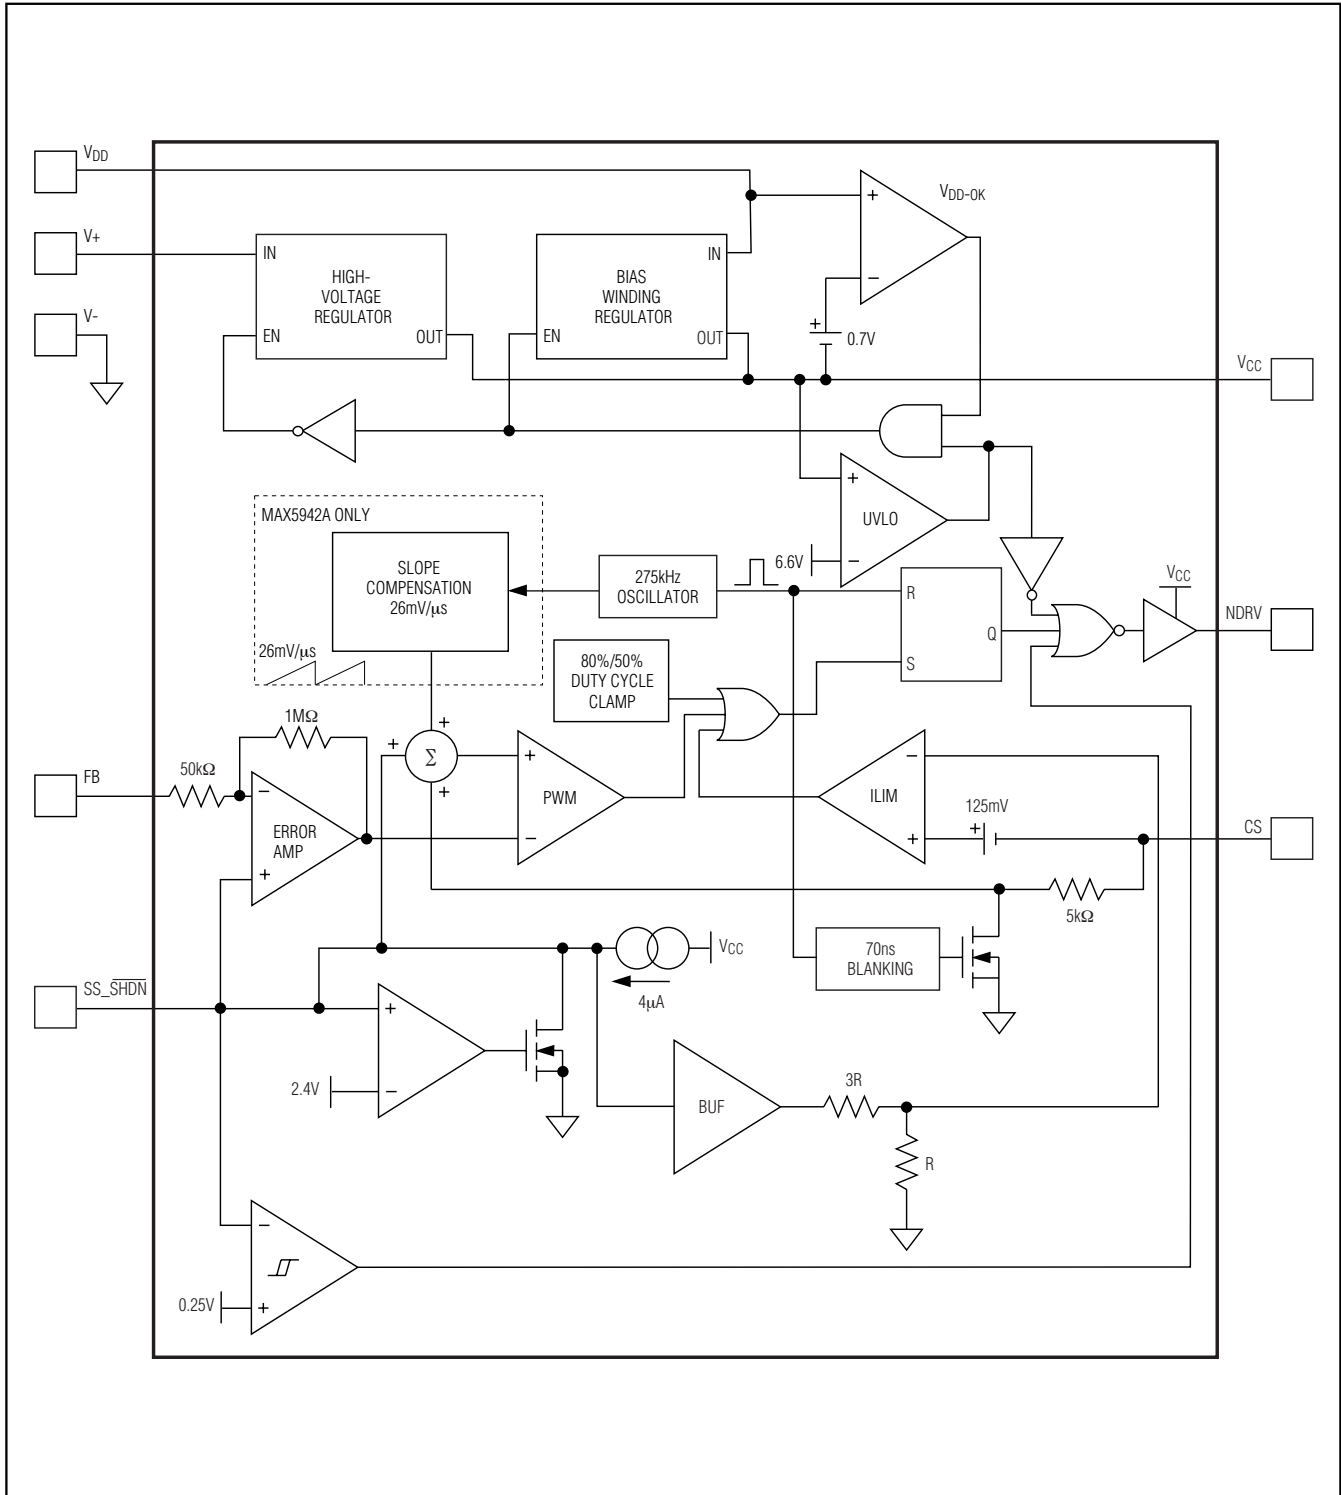 VDD
VDD-OK
+
V+
IN
HIGH-
VOLTAGE
REGULATOR
EN
OUT
BIAS
WINDING
REGULATOR
IN
EN
OUT
−
+
0.7V
V-
VCC
+
UVLO
−
6.6V
MAX5942A ONLY
SLOPE
COMPENSATION
26mV/µs
26mV/µs
275kHz
OSCILLATOR
R
Q
S
VCC
NDRV
80%/50%
DUTY CYCLE
CLAMP
1MΩ
+
+
Σ
+
+
PWM
−
−
ILIM
+
125mV
+
CS
FB
50kΩ
−
ERROR
AMP
+
5kΩ
VCC
4µA
70ns
BLANKING
SS_SHDN
+
2.4V
−
BUF
3R
R
−
0.25V
+